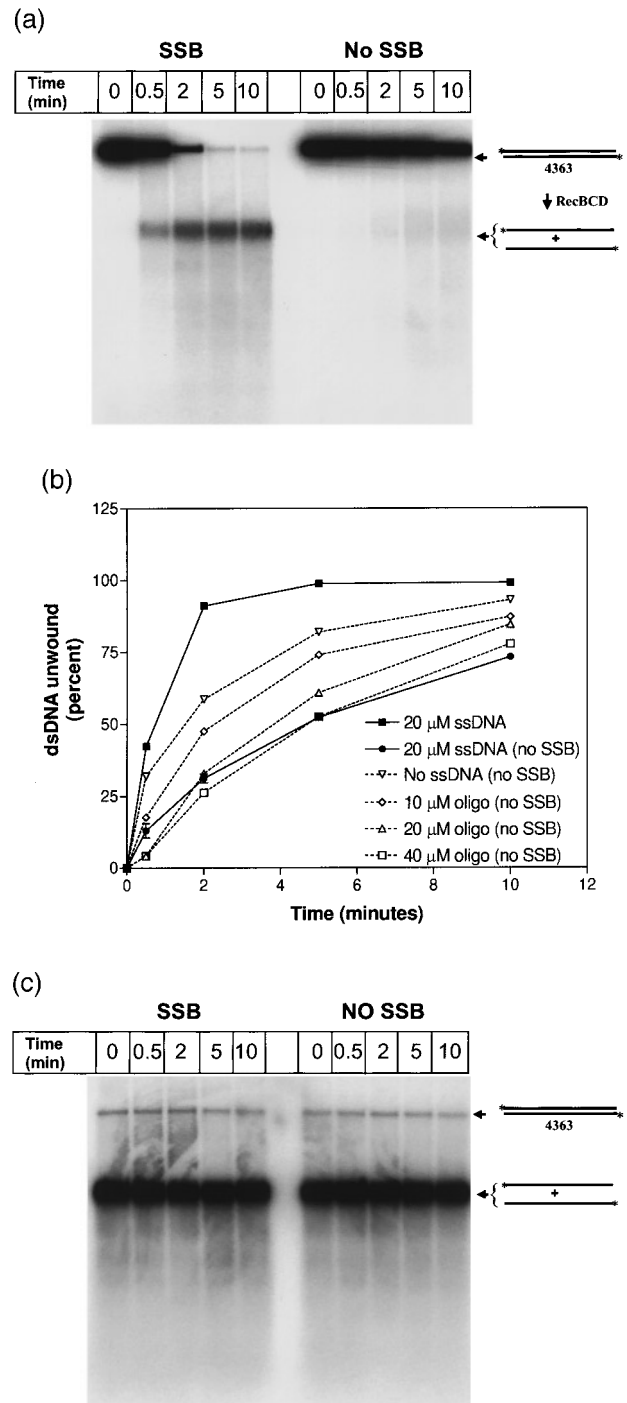 (a)
SSB No SSB
Time (min) 0 0.5 2 5 10 0 0.5 2 5 10
* *
4363
RecBCD
*
+
*
(b)
125
100
75
50
25
0
dsDNA unwound (percent)
20 µM ssDNA
20 µM ssDNA (no SSB)
No ssDNA (no SSB)
10 µM oligo (no SSB)
20 µM oligo (no SSB)
40 µM oligo (no SSB)
0 2 4 6 8 10 12
Time (minutes)
(c)
SSB NO SSB
Time (min) 0 0.5 2 5 10 0 0.5 2 5 10
* *
4363
*
+
*